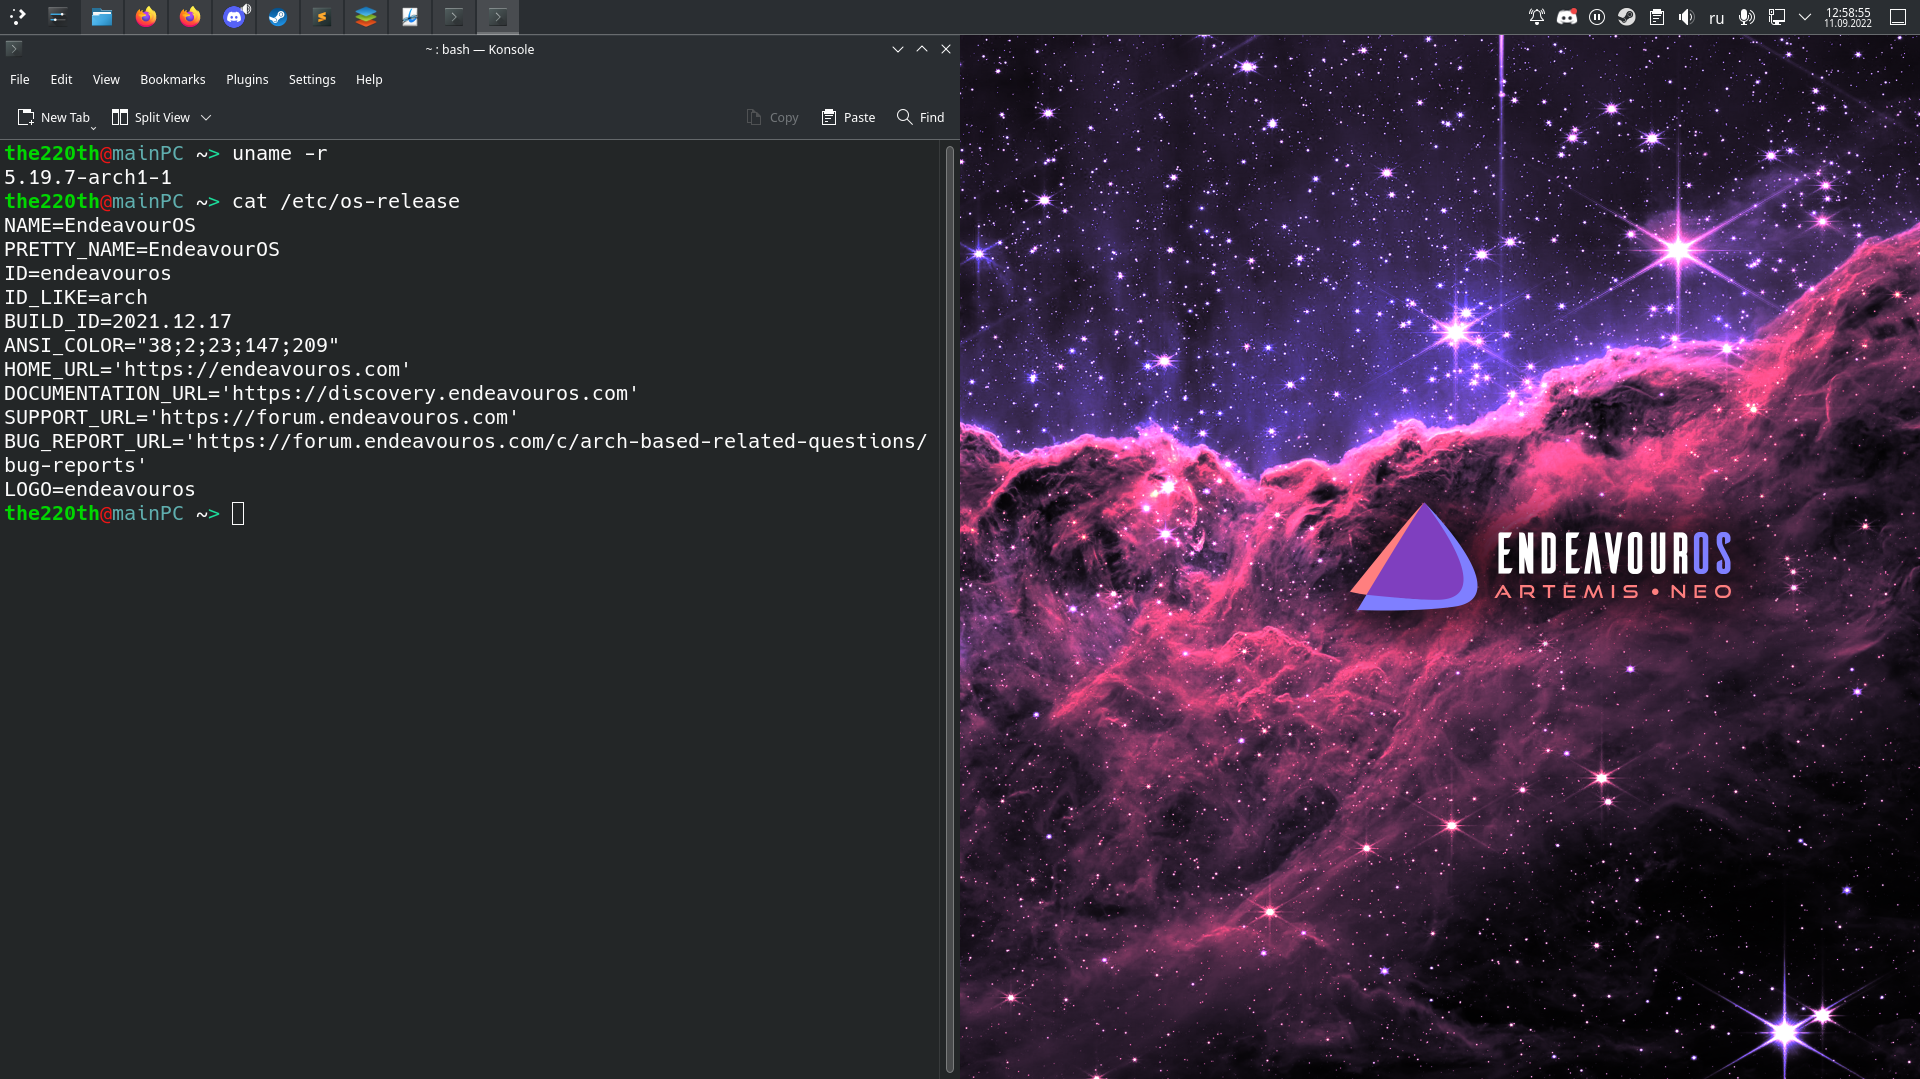 ru
12:58:55
11.09.2022
~ : bash — Konsole
File Edit View Bookmarks Plugins Settings Help
New Tab Split View Copy Paste Find
the220th@mainPC ~> uname -r
5.19.7-arch1-1
the220th@mainPC ~> cat /etc/os-release
NAME=EndeavourOS
PRETTY_NAME=EndeavourOS
ID=endeavouros
ID_LIKE=arch
BUILD_ID=2021.12.17
ANSI_COLOR="38;2;23;147;209"
HOME_URL='https://endeavouros.com'
DOCUMENTATION_URL='https://discovery.endeavouros.com'
SUPPORT_URL='https://forum.endeavouros.com'
BUG_REPORT_URL='https://forum.endeavouros.com/c/arch-based-related-questions/
bug-reports'
LOGO=endeavouros
the220th@mainPC ~>
ENDEAVOUROS
ARTEMIS • NEO